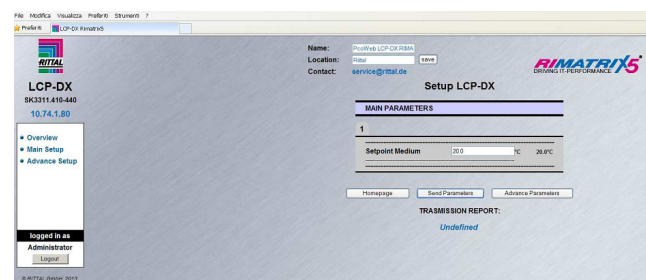 File Modifica Visualizza Preferiti Strumenti ?
Preferiti LCP-DX Rimatrix5
RITTAL
LCP-DX
SK3311.410-440
10.74.1.80
Overview
Main Setup
Advance Setup
logged in as
Administrator
Logout
© RITTAL GmbH, 2013
Name: PcoWeb LCP-DX RIMA
Location: Rittal save
Contact: service@rittal.de
RIMATRIX5
DRIVING IT-PERFORMANCE
Setup LCP-DX
MAIN PARAMETERS
1
Setpoint Medium 20.0 °C 20.0°C
Homepage Send Parameters Advance Parameters
TRASMISSION REPORT:
Undefined